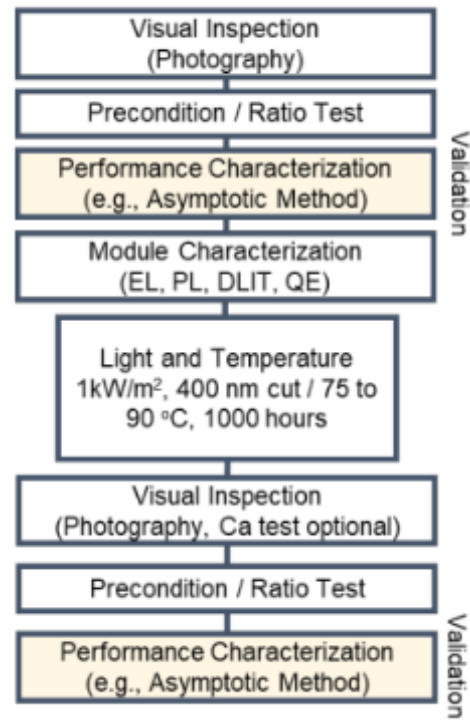 Visual Inspection
(Photography)
Precondition / Ratio Test
Performance Characterization
(e.g., Asymptotic Method)
Validation
Module Characterization
(EL, PL, DLIT, QE)
Light and Temperature
1kW/m², 400 nm cut / 75 to
90 °C, 1000 hours
Visual Inspection
(Photography, Ca test optional)
Precondition / Ratio Test
Performance Characterization
(e.g., Asymptotic Method)
Validation